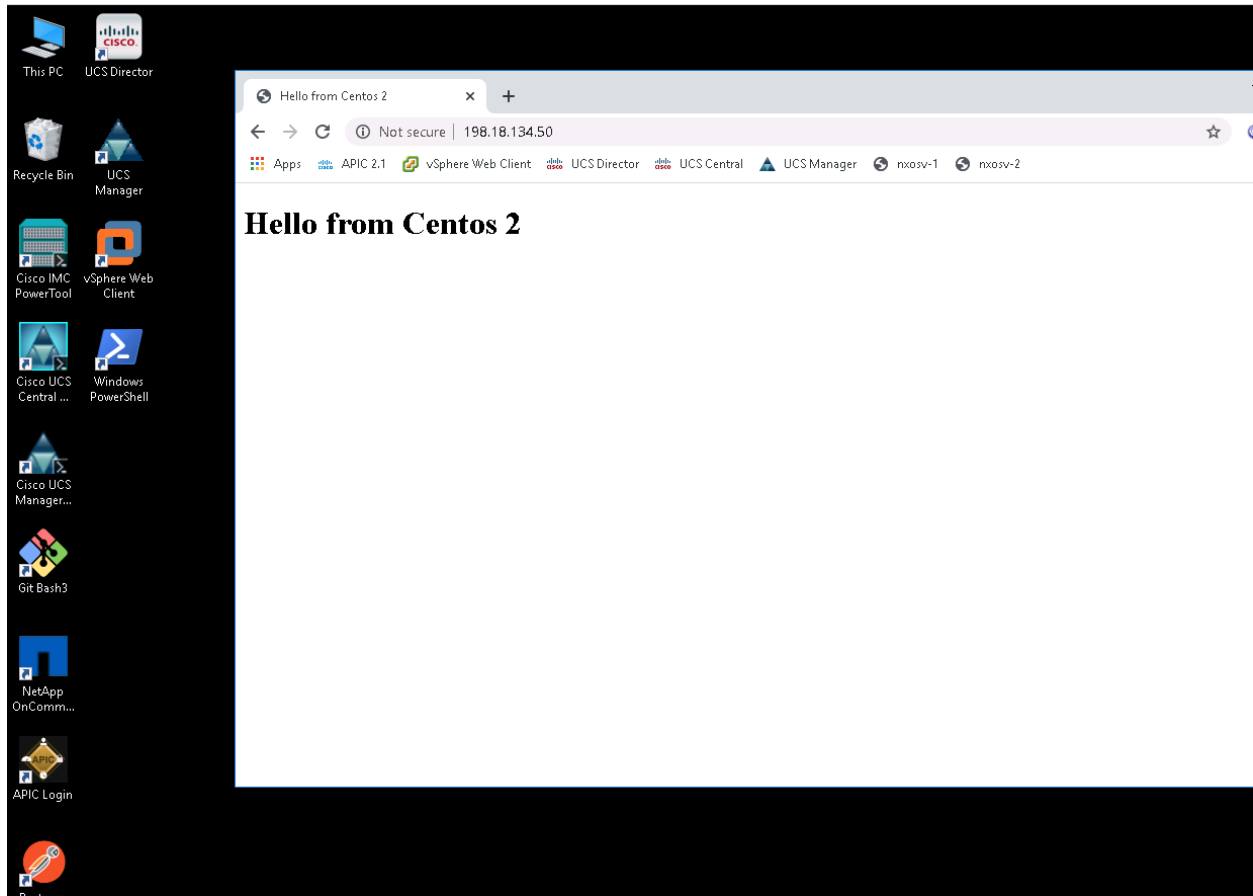 This PC
CISCO
UCS Director
Recycle Bin
UCS
Manager
Cisco IMC
PowerTool
vSphere Web
Client
Cisco UCS
Central ...
Windows
PowerShell
Cisco UCS
Manager...
Git Bash3
n
NetApp
OnComm...
APIC
APIC Login
Hello from Centos 2
Not secure | 198.18.134.50
Apps APIC 2.1 vSphere Web Client UCS Director UCS Central UCS Manager nxosv-1 nxosv-2
Hello from Centos 2